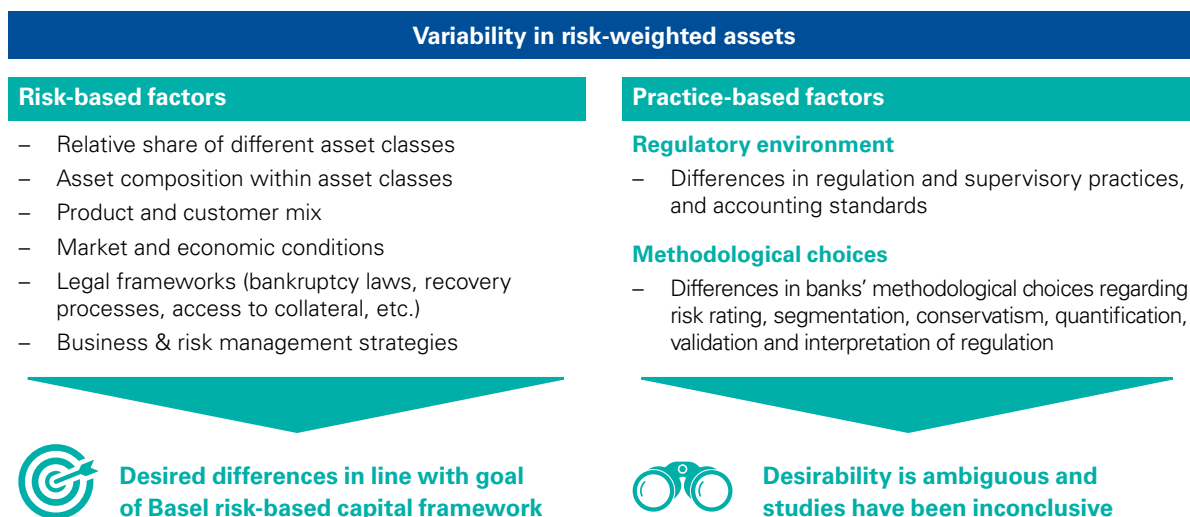 Variability in risk-weighted assets
Risk-based factors
– Relative share of different asset classes
– Asset composition within asset classes
– Product and customer mix
– Market and economic conditions
– Legal frameworks (bankruptcy laws, recovery
processes, access to collateral, etc.)
– Business & risk management strategies
Desired differences in line with goal
of Basel risk-based capital framework
Practice-based factors
Regulatory environment
– Differences in regulation and supervisory practices,
and accounting standards
Methodological choices
– Differences in banks’ methodological choices regarding
risk rating, segmentation, conservatism, quantification,
validation and interpretation of regulation
Desirability is ambiguous and
studies have been inconclusive